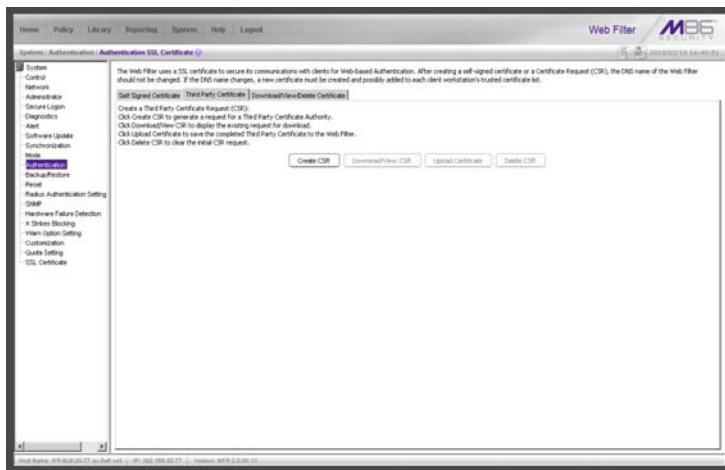 Home Policy Library Reporting System Help Logout
Web Filter
M86
SECURITY
System : Authentication : Authentication SSL Certificate
System
Control
Network
Administrator
Secure Logon
Diagnostics
Alert
Software Update
Synchronization
Mode
Authentication
Backup/Restore
Reset
Radius Authentication Setting
SNMP
Hardware Failure Detection
X Strikes Blocking
Warn Option Setting
Customization
Quota Setting
SSL Certificate
The Web Filter uses a SSL certificate to secure its communications with clients for Web-based Authentication. After creating a self-signed certificate or a Certificate Request (CSR), the DNS name of the Web Filter
should not be changed. If the DNS name changes, a new certificate must be created and possibly added to each client workstation's trusted certificate list.
Self Signed Certificate Third Party Certificate Download/View/Delete Certificate
Create a Third Party Certificate Request (CSR):
Click Create CSR to generate a request for a Third Party Certificate Authority.
Click Download/View CSR to display the existing request for download.
Click Upload Certificate to save the completed Third Party Certificate to the Web Filter.
Click Delete CSR to clear the initial CSR request.
Create CSR Download/View CSR Upload Certificate Delete CSR
Host Name: IP: Version: